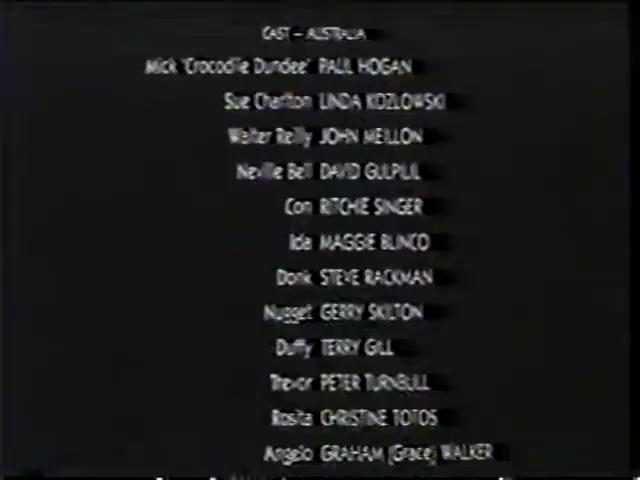 CAST – AUSTRALIA
Mick 'Crocodile Dundee' PAUL HOGAN
Sue Charlton LINDA KOZLOWSKI
Walter Reilly JOHN MEILLON
Neville Bell DAVID GULPILIL
Con RITCHIE SINGER
Ida MAGGIE BLINCO
Donk STEVE RACKMAN
Nugget GERRY SKILTON
Duffy TERRY GILL
Trevor PETER TURNBULL
Rosita CHRISTINE TOTOS
Angelo GRAHAM (Grace) WALKER